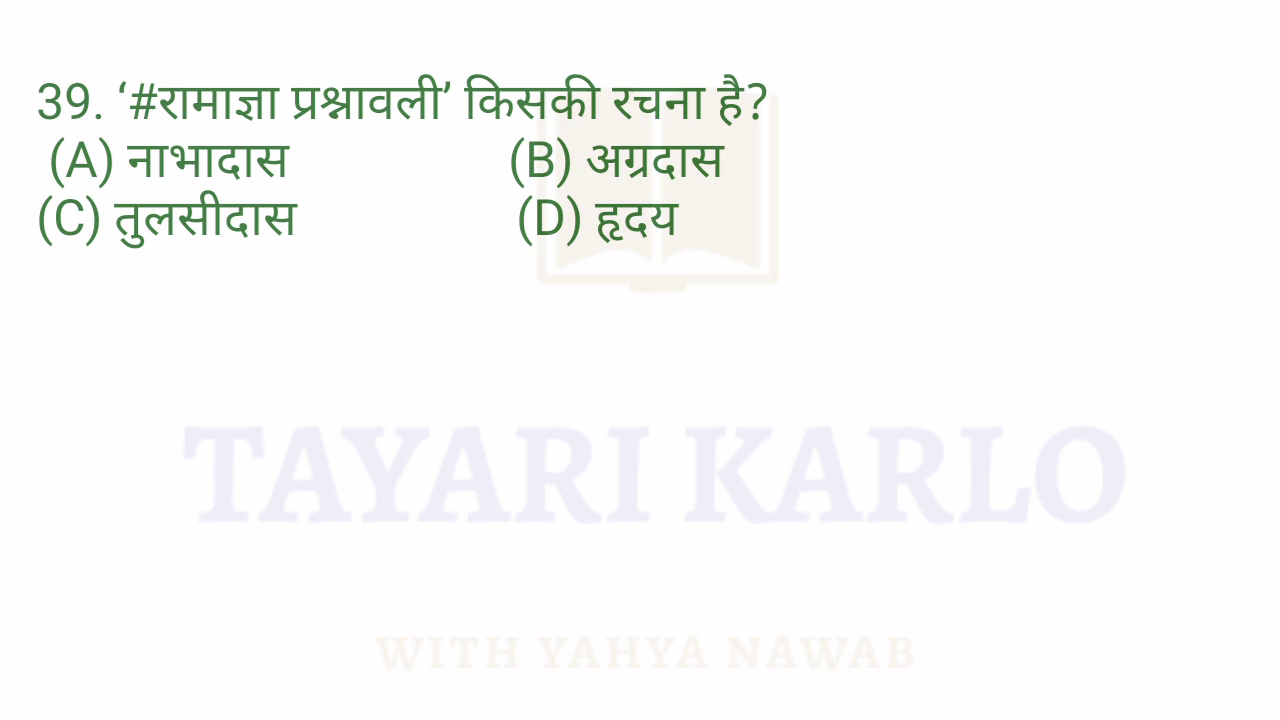 39. ‘#रामाज्ञा प्रश्नावली’ किसकी रचना है?
(A) नाभादास (B) अग्रदास
(C) तुलसीदास (D) हृदय
TAYARI KARLO
WITH YAHYA NAWAB